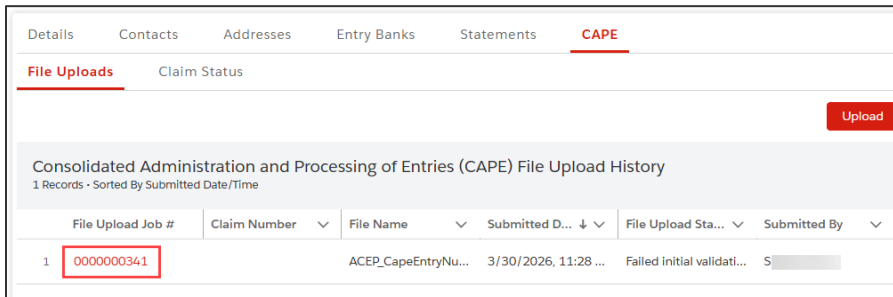 Details Contacts Addresses Entry Banks Statements CAPE
File Uploads Claim Status
Upload
Consolidated Administration and Processing of Entries (CAPE) File Upload History
1 Records • Sorted By Submitted Date/Time
File Upload Job # Claim Number File Name Submitted D... File Upload Sta... Submitted By
1 0000000341 ACEP_CapeEntryNu... 3/30/2026, 11:28 ... Failed initial validati... S